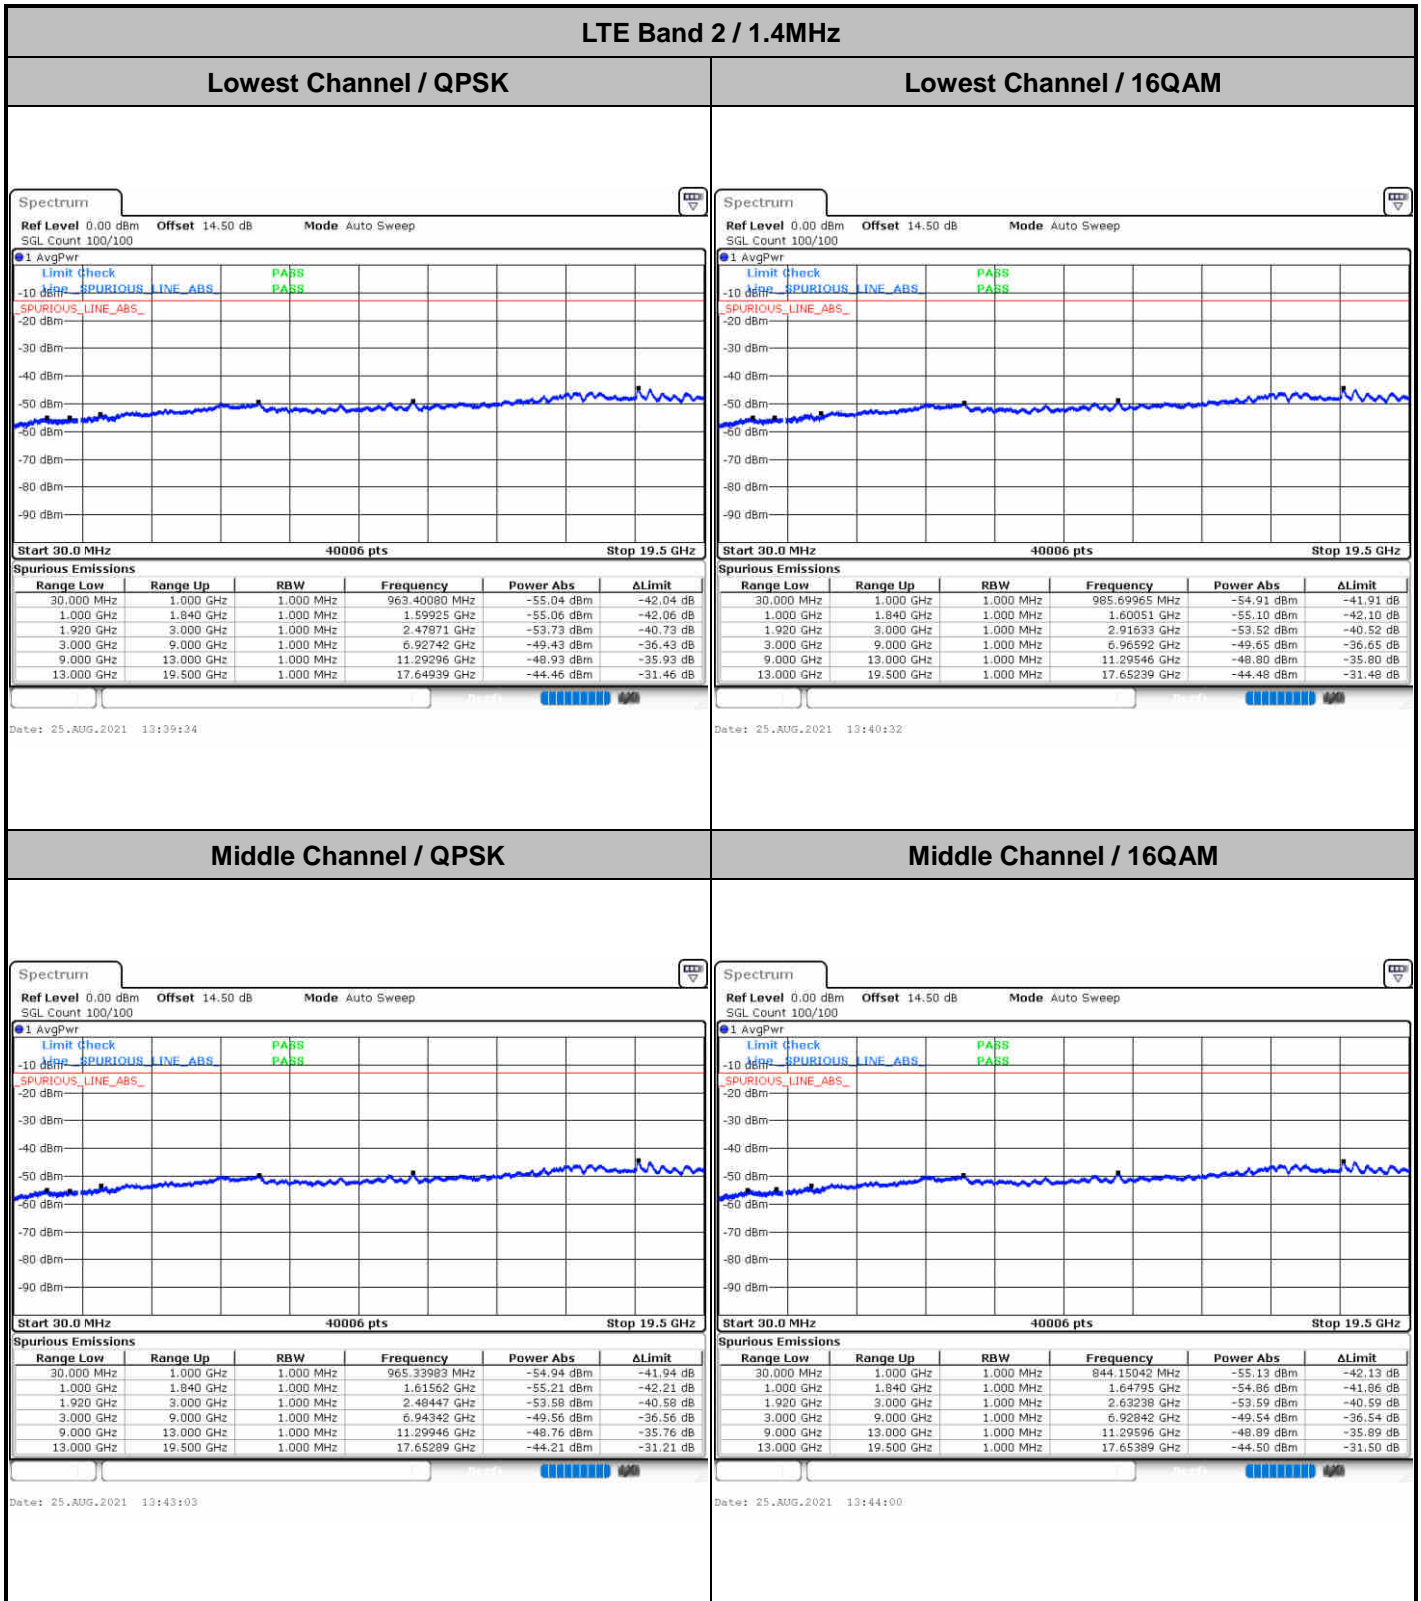 LTE Band 2 / 1.4MHz
Lowest Channel / QPSK
Lowest Channel / 16QAM
Spectrum
Ref Level 0.00 dBm Offset 14.50 dB Mode Auto Sweep
SGL Count 100/100
1 AvgPwr
Limit Check PASS
Line _SPURIOUS_LINE_ABS_ PASS
-10 dBm
_SPURIOUS_LINE_ABS_
-20 dBm
-30 dBm
-40 dBm
-50 dBm
-60 dBm
-70 dBm
-80 dBm
-90 dBm
Start 30.0 MHz 40006 pts Stop 19.5 GHz
Spurious Emissions
Range Low Range Up RBW Frequency Power Abs ΔLimit
30.000 MHz 1.000 GHz 1.000 MHz 963.40080 MHz -55.04 dBm -42.04 dB
1.000 GHz 1.840 GHz 1.000 MHz 1.59925 GHz -55.06 dBm -42.06 dB
1.920 GHz 3.000 GHz 1.000 MHz 2.47871 GHz -53.73 dBm -40.73 dB
3.000 GHz 9.000 GHz 1.000 MHz 6.92742 GHz -49.43 dBm -36.43 dB
9.000 GHz 13.000 GHz 1.000 MHz 11.29296 GHz -48.93 dBm -35.93 dB
13.000 GHz 19.500 GHz 1.000 MHz 17.64939 GHz -44.46 dBm -31.46 dB
Date: 25.AUG.2021 13:39:34
Spectrum
Ref Level 0.00 dBm Offset 14.50 dB Mode Auto Sweep
SGL Count 100/100
1 AvgPwr
Limit Check PASS
Line _SPURIOUS_LINE_ABS_ PASS
-10 dBm
_SPURIOUS_LINE_ABS_
-20 dBm
-30 dBm
-40 dBm
-50 dBm
-60 dBm
-70 dBm
-80 dBm
-90 dBm
Start 30.0 MHz 40006 pts Stop 19.5 GHz
Spurious Emissions
Range Low Range Up RBW Frequency Power Abs ΔLimit
30.000 MHz 1.000 GHz 1.000 MHz 985.69965 MHz -54.91 dBm -41.91 dB
1.000 GHz 1.840 GHz 1.000 MHz 1.60051 GHz -55.10 dBm -42.10 dB
1.920 GHz 3.000 GHz 1.000 MHz 2.91633 GHz -53.52 dBm -40.52 dB
3.000 GHz 9.000 GHz 1.000 MHz 6.96592 GHz -49.65 dBm -36.65 dB
9.000 GHz 13.000 GHz 1.000 MHz 11.29546 GHz -48.80 dBm -35.80 dB
13.000 GHz 19.500 GHz 1.000 MHz 17.65239 GHz -44.48 dBm -31.48 dB
Date: 25.AUG.2021 13:40:32
Middle Channel / QPSK
Middle Channel / 16QAM
Spectrum
Ref Level 0.00 dBm Offset 14.50 dB Mode Auto Sweep
SGL Count 100/100
1 AvgPwr
Limit Check PASS
Line _SPURIOUS_LINE_ABS_ PASS
-10 dBm
_SPURIOUS_LINE_ABS_
-20 dBm
-30 dBm
-40 dBm
-50 dBm
-60 dBm
-70 dBm
-80 dBm
-90 dBm
Start 30.0 MHz 40006 pts Stop 19.5 GHz
Spurious Emissions
Range Low Range Up RBW Frequency Power Abs ΔLimit
30.000 MHz 1.000 GHz 1.000 MHz 965.33983 MHz -54.94 dBm -41.94 dB
1.000 GHz 1.840 GHz 1.000 MHz 1.61562 GHz -55.21 dBm -42.21 dB
1.920 GHz 3.000 GHz 1.000 MHz 2.48447 GHz -53.58 dBm -40.58 dB
3.000 GHz 9.000 GHz 1.000 MHz 6.94342 GHz -49.56 dBm -36.56 dB
9.000 GHz 13.000 GHz 1.000 MHz 11.29946 GHz -48.76 dBm -35.76 dB
13.000 GHz 19.500 GHz 1.000 MHz 17.65289 GHz -44.21 dBm -31.21 dB
Date: 25.AUG.2021 13:43:03
Spectrum
Ref Level 0.00 dBm Offset 14.50 dB Mode Auto Sweep
SGL Count 100/100
1 AvgPwr
Limit Check PASS
Line _SPURIOUS_LINE_ABS_ PASS
-10 dBm
_SPURIOUS_LINE_ABS_
-20 dBm
-30 dBm
-40 dBm
-50 dBm
-60 dBm
-70 dBm
-80 dBm
-90 dBm
Start 30.0 MHz 40006 pts Stop 19.5 GHz
Spurious Emissions
Range Low Range Up RBW Frequency Power Abs ΔLimit
30.000 MHz 1.000 GHz 1.000 MHz 844.15042 MHz -55.13 dBm -42.13 dB
1.000 GHz 1.840 GHz 1.000 MHz 1.64795 GHz -54.86 dBm -41.86 dB
1.920 GHz 3.000 GHz 1.000 MHz 2.63238 GHz -53.59 dBm -40.59 dB
3.000 GHz 9.000 GHz 1.000 MHz 6.92842 GHz -49.54 dBm -36.54 dB
9.000 GHz 13.000 GHz 1.000 MHz 11.29596 GHz -48.89 dBm -35.89 dB
13.000 GHz 19.500 GHz 1.000 MHz 17.65389 GHz -44.50 dBm -31.50 dB
Date: 25.AUG.2021 13:44:00